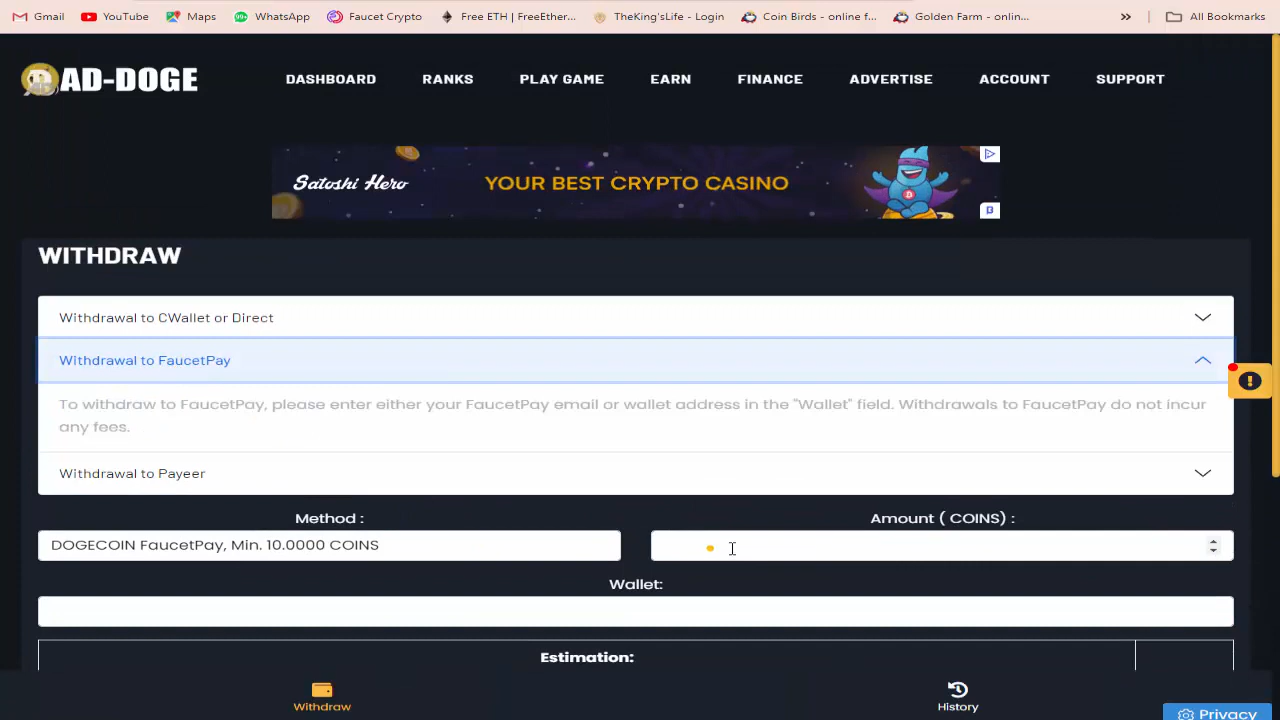 Gmail YouTube Maps WhatsApp Faucet Crypto Free ETH | FreeEther... TheKing'sLife - Login Coin Birds - online f... Golden Farm - onlin... » All Bookmarks
AD-DOGE DASHBOARD RANKS PLAY GAME EARN FINANCE ADVERTISE ACCOUNT SUPPORT
Satoshi Hero YOUR BEST CRYPTO CASINO
WITHDRAW
Withdrawal to CWallet or Direct
Withdrawal to FaucetPay
To withdraw to FaucetPay, please enter either your FaucetPay email or wallet address in the "Wallet" field. Withdrawals to FaucetPay do not incur
any fees.
Withdrawal to Payeer
Method : Amount ( COINS) :
DOGECOIN FaucetPay, Min. 10.0000 COINS
Wallet:
Estimation:
Withdraw History
Privacy